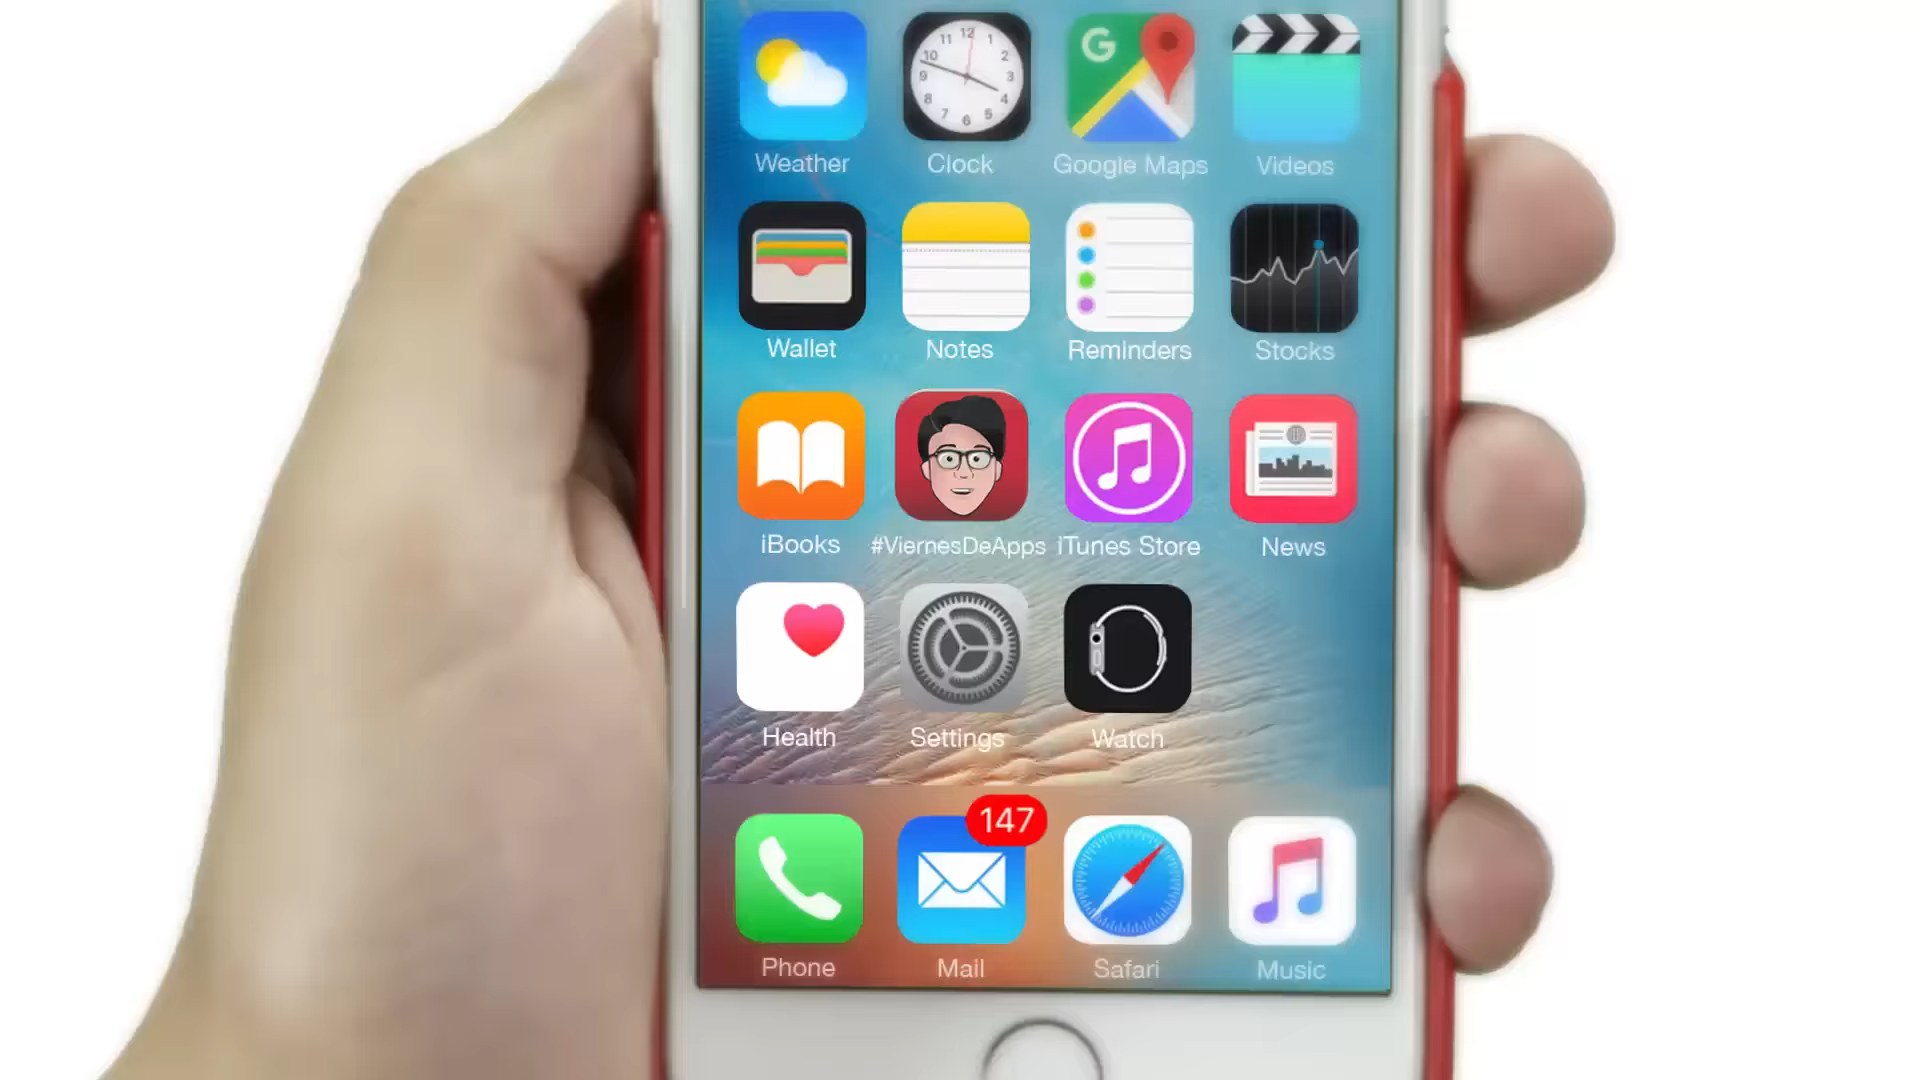 Weather Clock Google Maps Videos
Wallet Notes Reminders Stocks
iBooks #ViernesDeApps iTunes Store News
Health Settings Watch
147
Phone Mail Safari Music